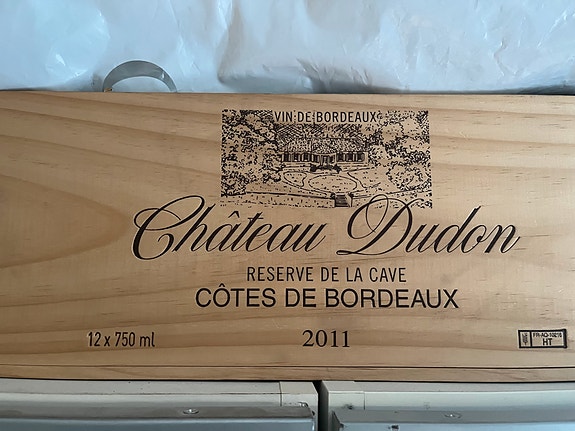 VIN DE BORDEAUX
Château Dudon
RESERVE DE LA CAVE
CÔTES DE BORDEAUX
12 x 750 ml
2011
HT